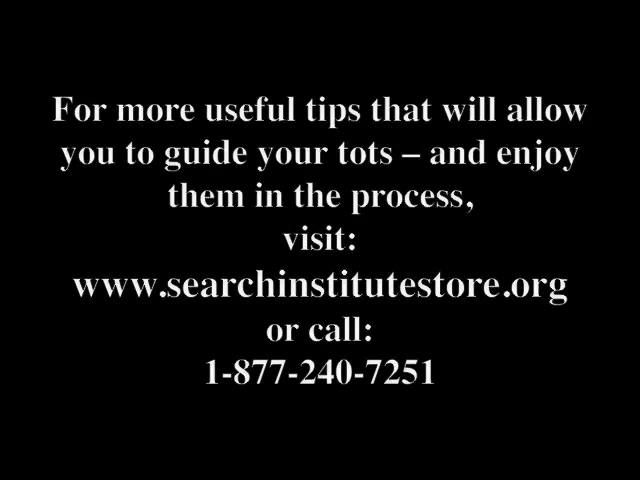 For more useful tips that will allow
you to guide your tots – and enjoy
them in the process,
visit:
www.searchinstitutestore.org
or call:
1-877-240-7251